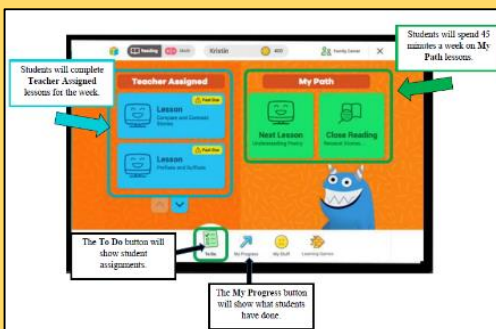 Students will spend 45
minutes a week on My
Path lessons.
Reading
Math
Kristin
400
Family Center
Students will complete
Teacher Assigned
lessons for the week.
Teacher Assigned
Past Due
Lesson
Compare and Contrast
Stories
Past Due
Lesson
Prefixes and Suffixes
My Path
Next Lesson
Understanding Poetry
Close Reading
The To Do button will
show student
assignments.
To Do
My Progress
My Stuff
Learning Games
The My Progress button
will show what students
have done.